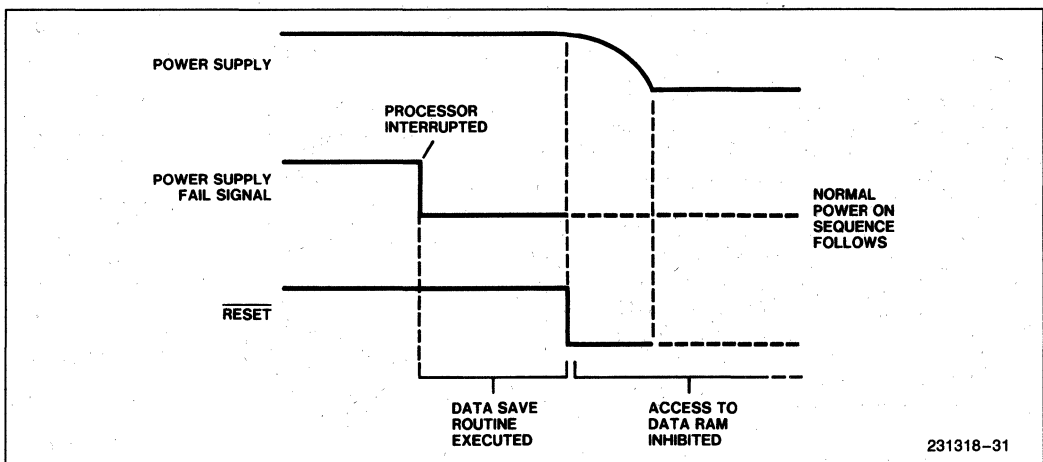 POWER SUPPLY
PROCESSOR
INTERRUPTED
POWER SUPPLY
FAIL SIGNAL
NORMAL
POWER ON
SEQUENCE
FOLLOWS
RESET
DATA SAVE
ROUTINE
EXECUTED
ACCESS TO
DATA RAM
INHIBITED
231318–31